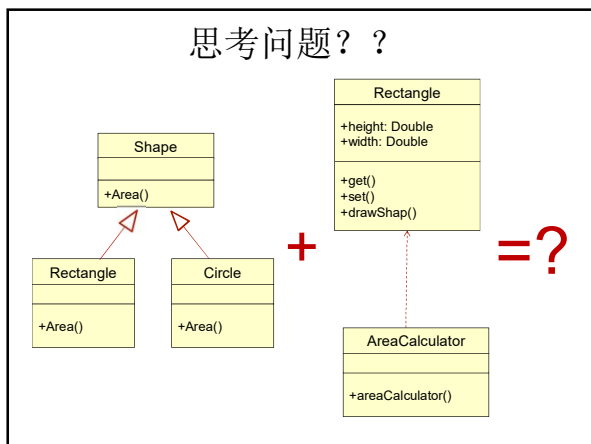 思考问题？？
Shape
+Area()
Rectangle
+Area()
Circle
+Area()
+
Rectangle
+height: Double
+width: Double
+get()
+set()
+drawShap()
AreaCalculator
+areaCalculator()
=?